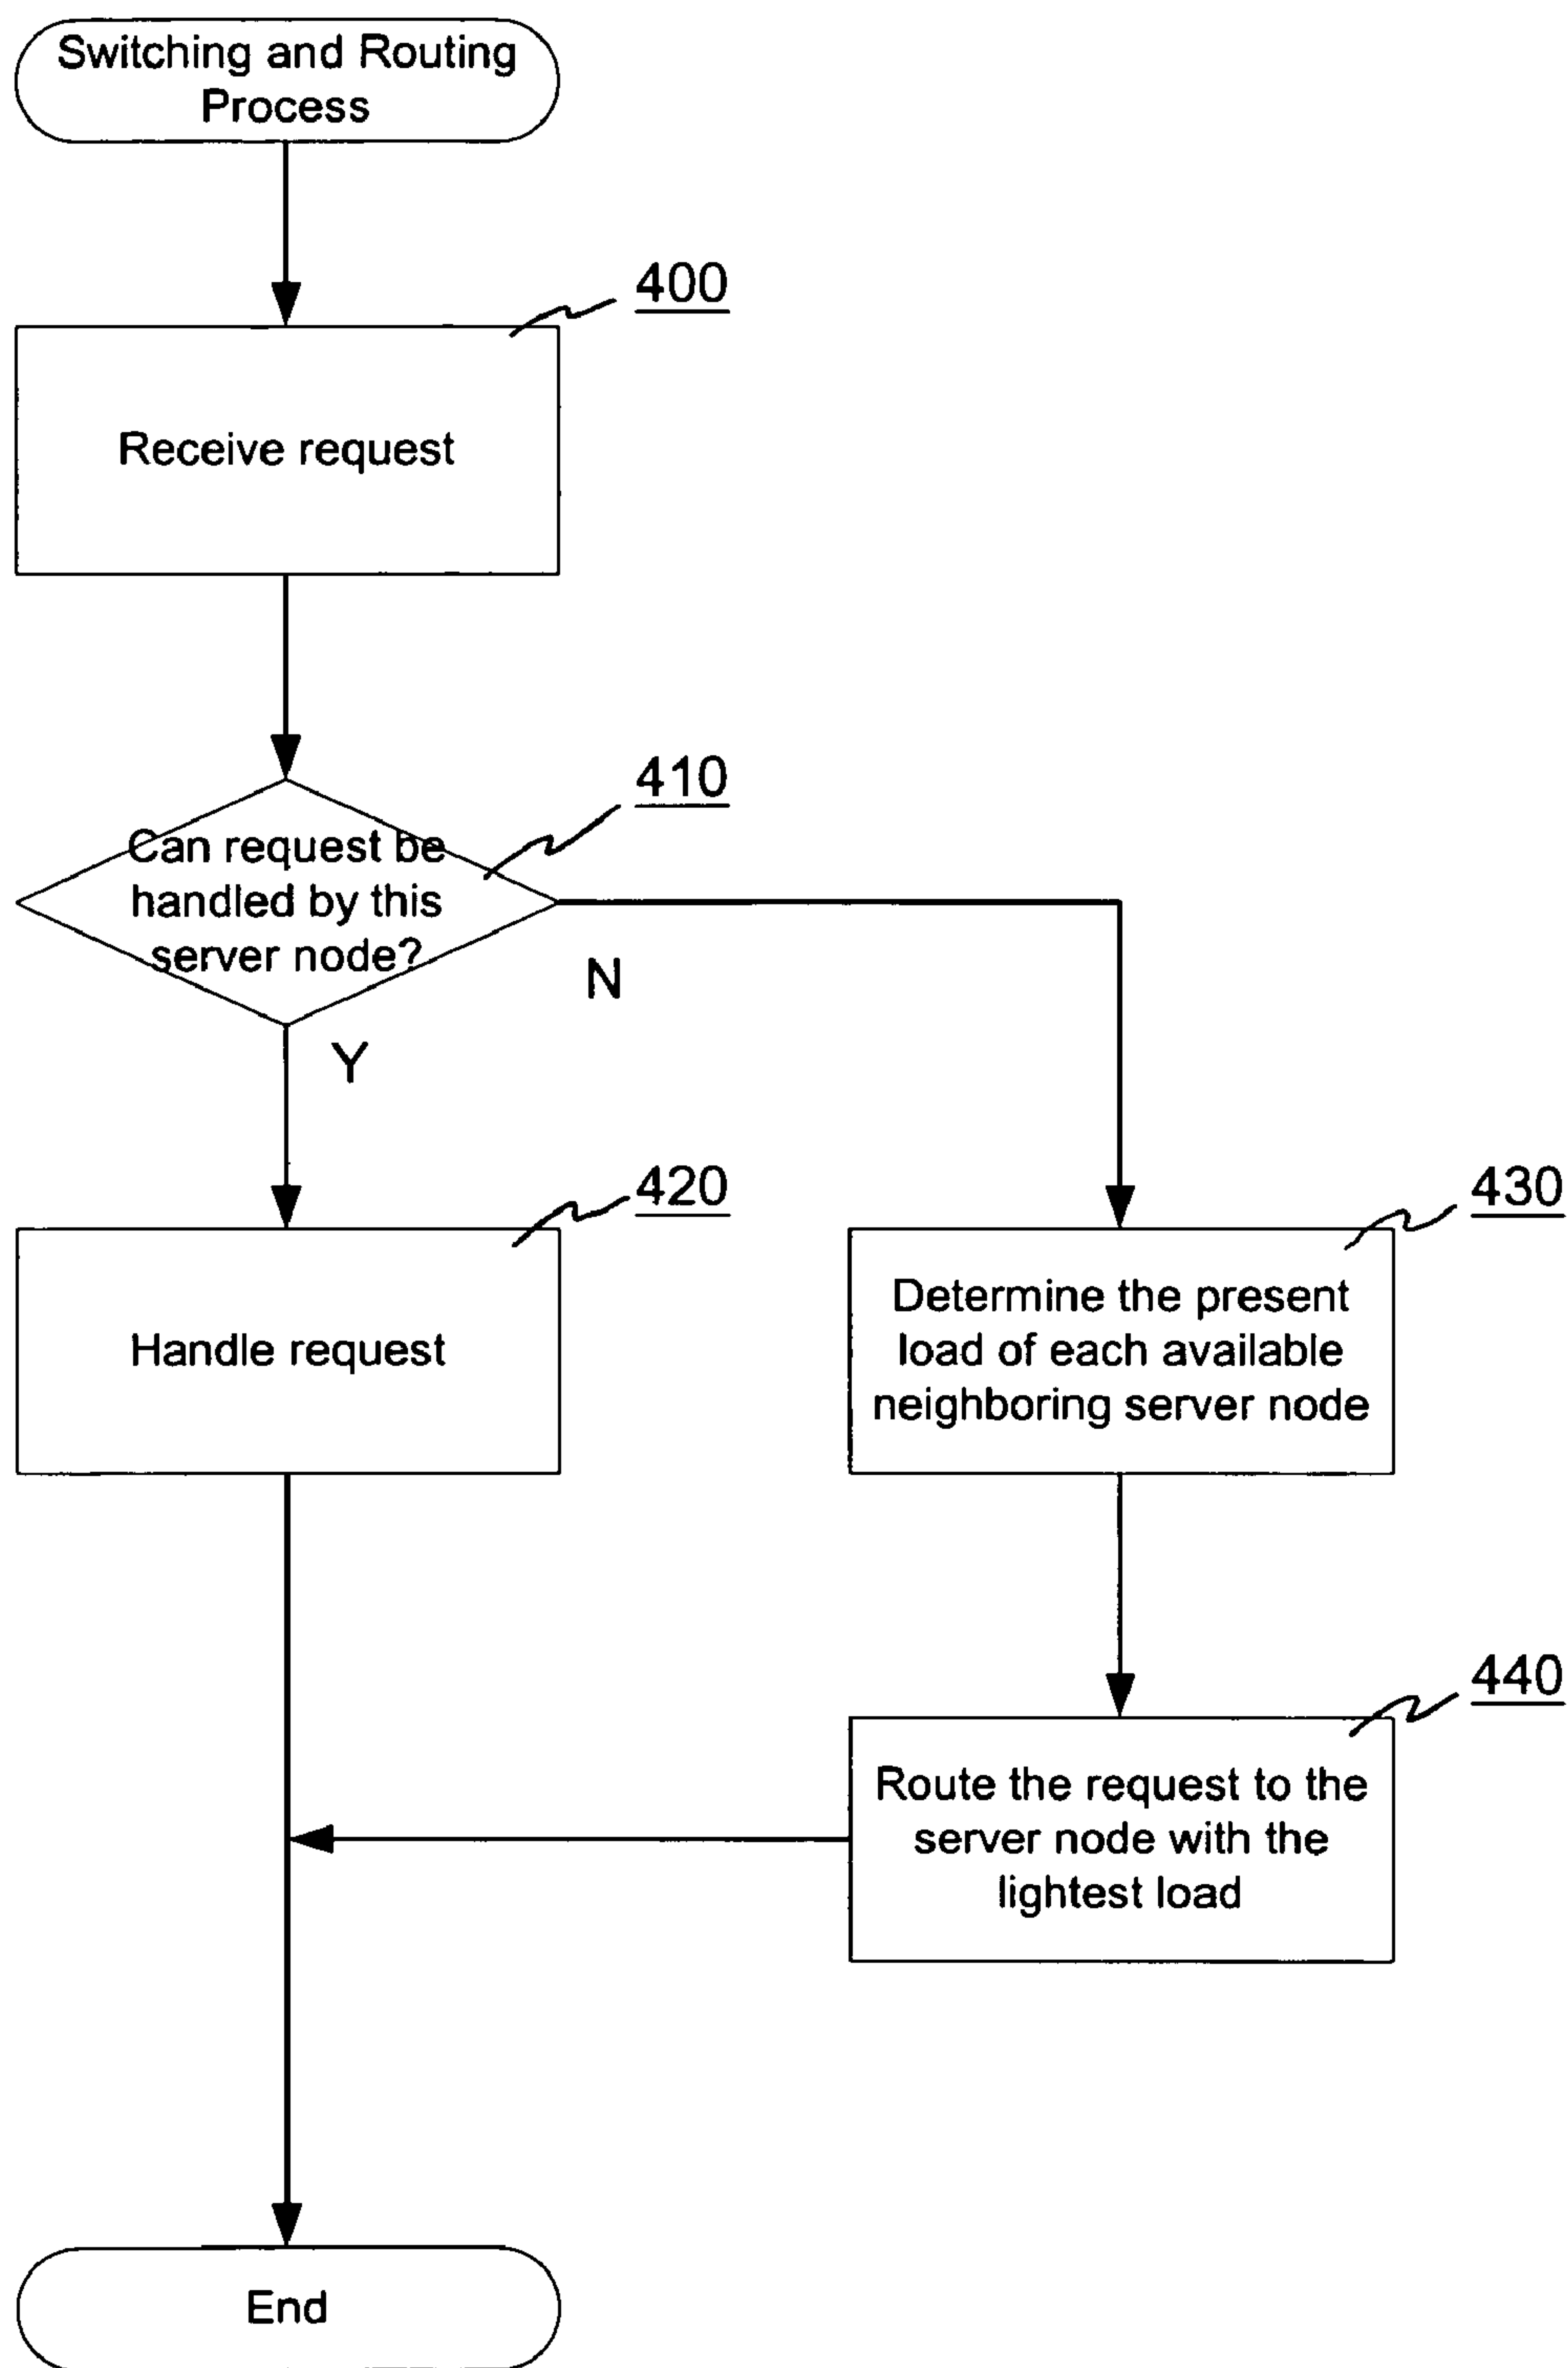 Switching and Routing
Process
400
Receive request
410
Can request be
handled by this
server node?
N
Y
420
Handle request
430
Determine the present
load of each available
neighboring server node
440
Route the request to the
server node with the
lightest load
End